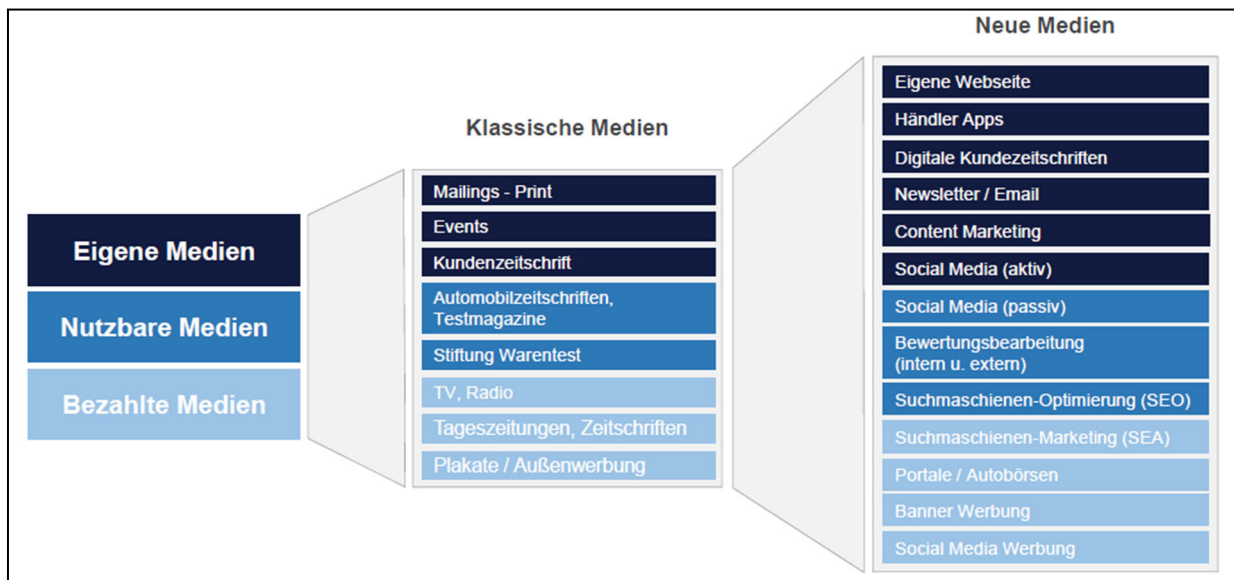 Neue Medien
Klassische Medien
Eigene Medien
Nutzbare Medien
Bezahlte Medien
Mailings - Print
Events
Kundenzeitschrift
Automobilzeitschriften,
Testmagazine
Stiftung Warentest
TV, Radio
Tageszeitungen, Zeitschriften
Plakate / Außenwerbung
Eigene Webseite
Händler Apps
Digitale Kundezeitschriften
Newsletter / Email
Content Marketing
Social Media (aktiv)
Social Media (passiv)
Bewertungsbearbeitung
(intern u. extern)
Suchmaschienen-Optimierung (SEO)
Suchmaschienen-Marketing (SEA)
Portale / Autobörsen
Banner Werbung
Social Media Werbung